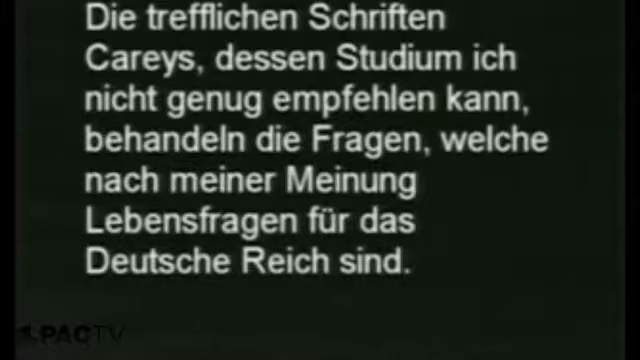 Die trefflichen Schriften
Careys, dessen Studium ich
nicht genug empfehlen kann,
behandeln die Fragen, welche
nach meiner Meinung
Lebensfragen für das
Deutsche Reich sind.
PACTV